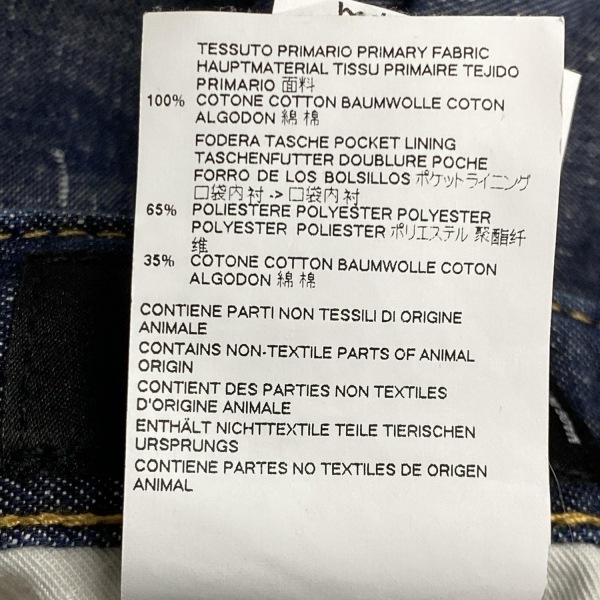 TESSUTO PRIMARIO PRIMARY FABRIC
HAUPTMATERIAL TISSU PRIMAIRE TEJIDO
PRIMARIO 面料
100% COTONE COTTON BAUMWOLLE COTON
ALGODON 綿 棉
FODERA TASCHE POCKET LINING
TASCHENFUTTER DOUBLURE POCHE
FORRO DE LOS BOLSILLOS ポケットライニング
口袋内衬 -> 口袋内衬
65% POLIESTERE POLYESTER POLYESTER
POLYESTER POLIESTER ポリエステル 聚酯纤
维
35% COTONE COTTON BAUMWOLLE COTON
ALGODON 綿 棉
CONTIENE PARTI NON TESSILI DI ORIGINE
ANIMALE
CONTAINS NON-TEXTILE PARTS OF ANIMAL
ORIGIN
CONTIENT DES PARTIES NON TEXTILES
D'ORIGINE ANIMALE
ENTHÄLT NICHTTEXTILE TEILE TIERISCHEN
URSPRUNGS
CONTIENE PARTES NO TEXTILES DE ORIGEN
ANIMAL